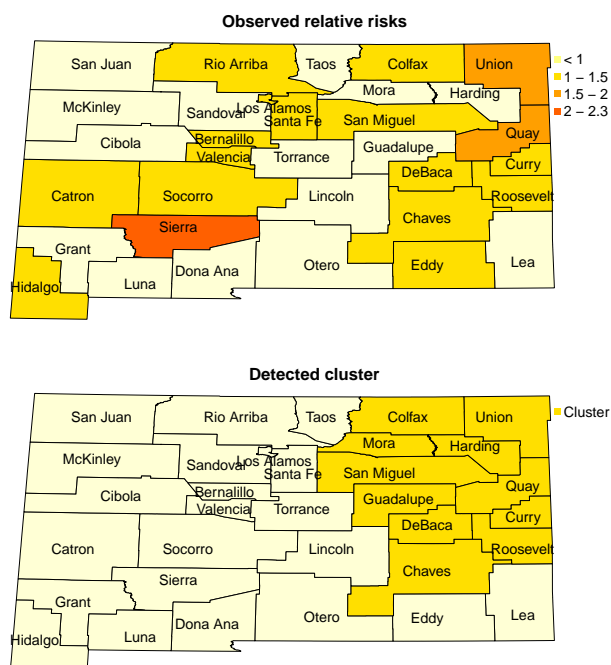 Observed relative risks
San Juan
Rio Arriba
Taos
Colfax
Union
< 1
1 – 1.5
1.5 – 2
2 – 2.3
McKinley
Sandoval
Los Alamos
Santa Fe
Mora
Harding
San Miguel
Quay
Cibola
Bernalillo
Valencia
Torrance
Guadalupe
Curry
DeBaca
Catron
Socorro
Lincoln
Roosevelt
Chaves
Sierra
Grant
Dona Ana
Otero
Eddy
Lea
Hidalgo
Luna
Detected cluster
San Juan
Rio Arriba
Taos
Colfax
Union
Cluster
McKinley
Sandoval
Los Alamos
Santa Fe
Mora
Harding
San Miguel
Quay
Cibola
Bernalillo
Valencia
Torrance
Guadalupe
Curry
DeBaca
Catron
Socorro
Lincoln
Roosevelt
Chaves
Sierra
Grant
Dona Ana
Otero
Eddy
Lea
Hidalgo
Luna